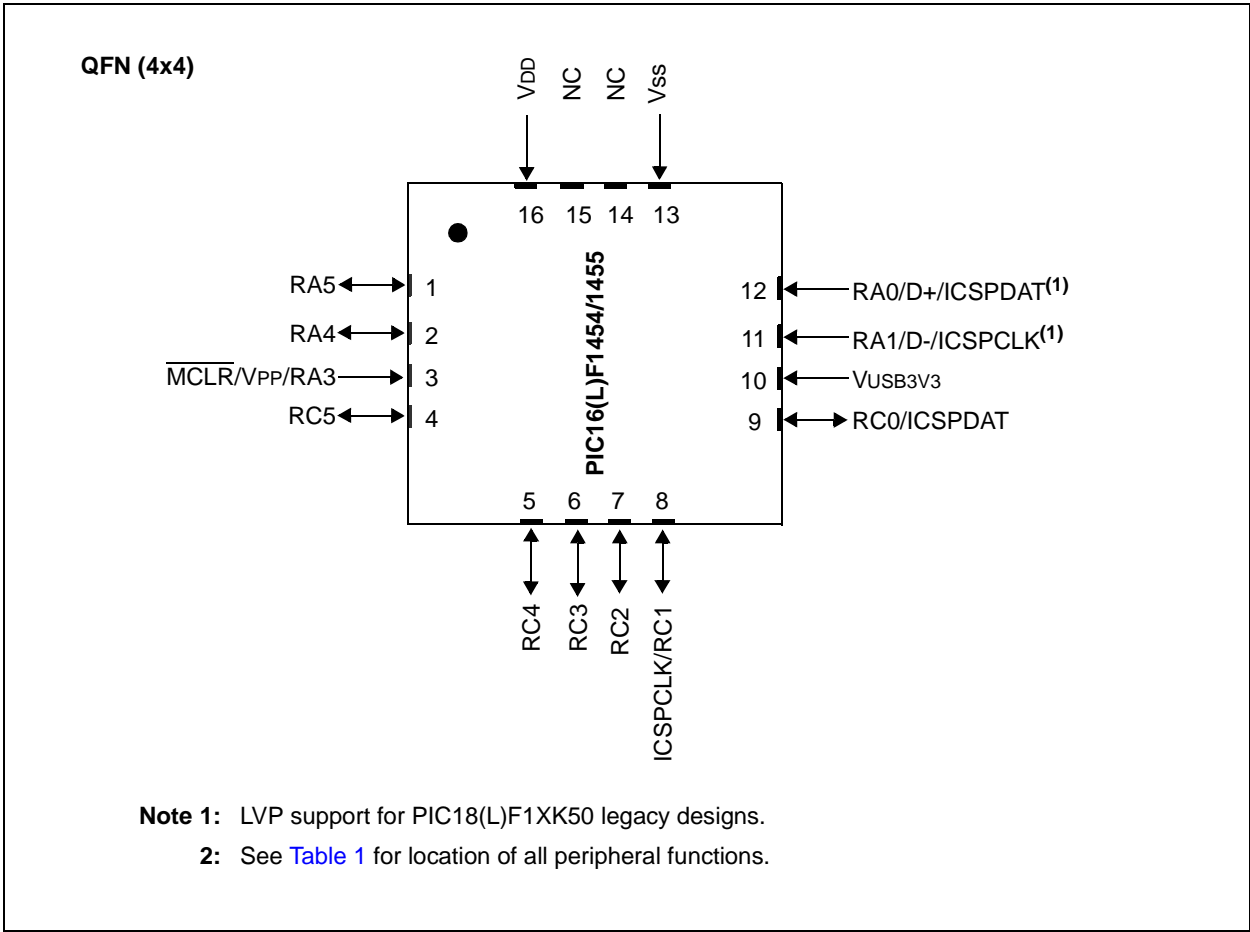 QFN (4x4)
VDD
NC
NC
Vss
16
15
14
13
RA5
1
RA4
2
MCLR/VPP/RA3
3
RC5
4
PIC16(L)F1454/1455
12
RA0/D+/ICSPDAT(1)
11
RA1/D-/ICSPCLK(1)
10
VUSB3V3
9
RC0/ICSPDAT
5
6
7
8
RC4
RC3
RC2
ICSPCLK/RC1
Note 1: LVP support for PIC18(L)F1XK50 legacy designs.
2: See Table 1 for location of all peripheral functions.